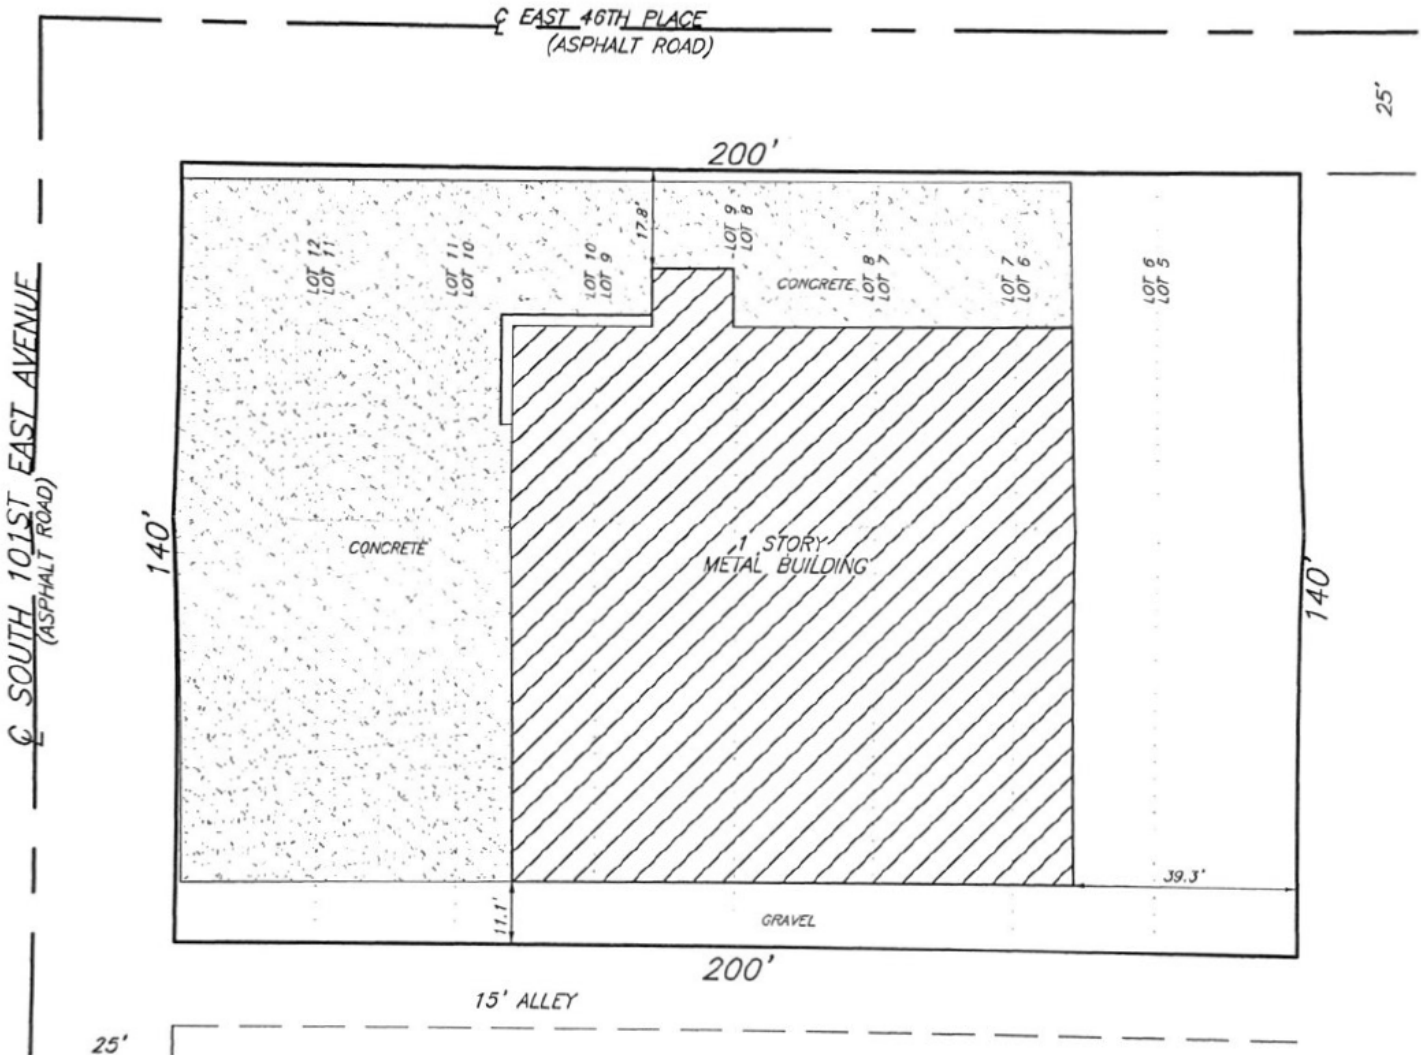 ℄ EAST 46TH PLACE
(ASPHALT ROAD)
25'
200'
17.8'
LOT 9
LOT 8
LOT 12
LOT 11
LOT 11
LOT 10
LOT 10
LOT 9
CONCRETE
LOT 8
LOT 7
LOT 7
LOT 6
LOT 6
LOT 5
℄ SOUTH 101ST EAST AVENUE
(ASPHALT ROAD)
140'
CONCRETE
1 STORY
METAL BUILDING
140'
39.3'
11.1'
GRAVEL
200'
15' ALLEY
25'